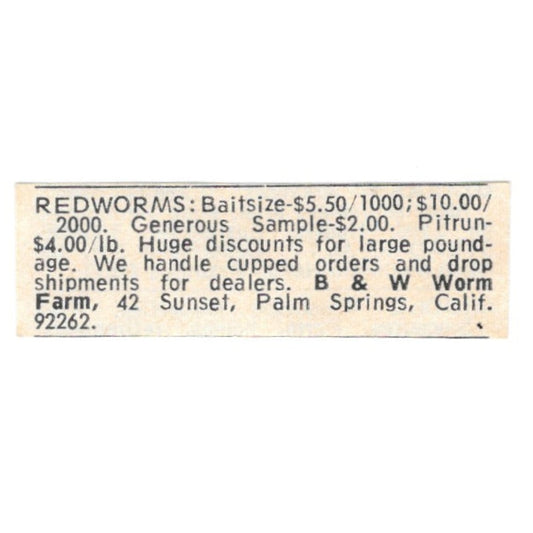 REDWORMS: Baitsize-$5.50/1000; $10.00/
2000. Generous Sample-$2.00. Pitrun-
$4.00/lb. Huge discounts for large pound-
age. We handle cupped orders and drop
shipments for dealers. B & W Worm
Farm, 42 Sunset, Palm Springs, Calif.
92262.